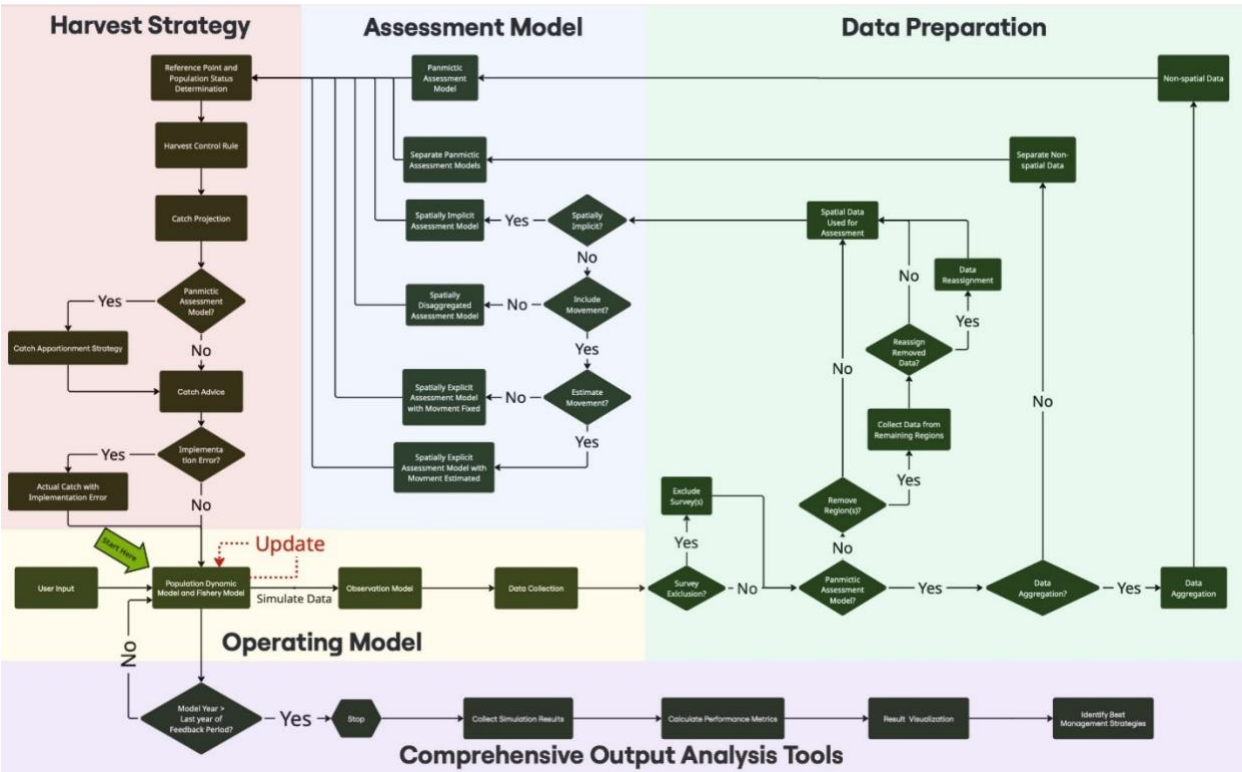 Harvest Strategy
Assessment Model
Data Preparation
Reference Point and
Population Status
Determination
Harvest Control Rule
Catch Projection
Panmictic
Assessment
Model?
Yes
No
Catch Apportionment Strategy
Catch Advice
Implementa
tion Error?
Yes
No
Actual Catch with
Implementation Error
Panmictic
Assessment
Model
Separate Panmictic
Assessment Models
Spatially Implicit
Assessment Model
Yes
Spatially
Implicit?
No
Spatially
Disaggregated
Assessment Model
No
Include
Movement?
Yes
Spatially Explicit
Assessment Model
with Movment Fixed
No
Estimate
Movement?
Yes
Spatially Explicit
Assessment Model with
Movment Estimated
Non-spatial Data
Separate Non-
spatial Data
Spatial Data
Used for
Assessment
Data
Reassignment
No
Yes
Reassign
Removed
Data?
No
No
Collect Data from
Remaining Regions
Yes
Remove
Region(s)?
Exclude
Survey(s)
Yes
No
Survey
Exlclusion?
No
Panmictic
Assessment
Model?
Yes
Data
Aggregation?
Yes
Data
Aggregation
Start Here
Update
User Input
Population Dynamic
Model and Fishery Model
Simulate Data
Observation Model
Data Collection
Operating Model
No
Model Year >
Last year of
Feedback Period?
Yes
Stop
Collect Simulation Results
Calculate Performance Metrics
Result Visualization
Identify Best
Management Strategies
Comprehensive Output Analysis Tools